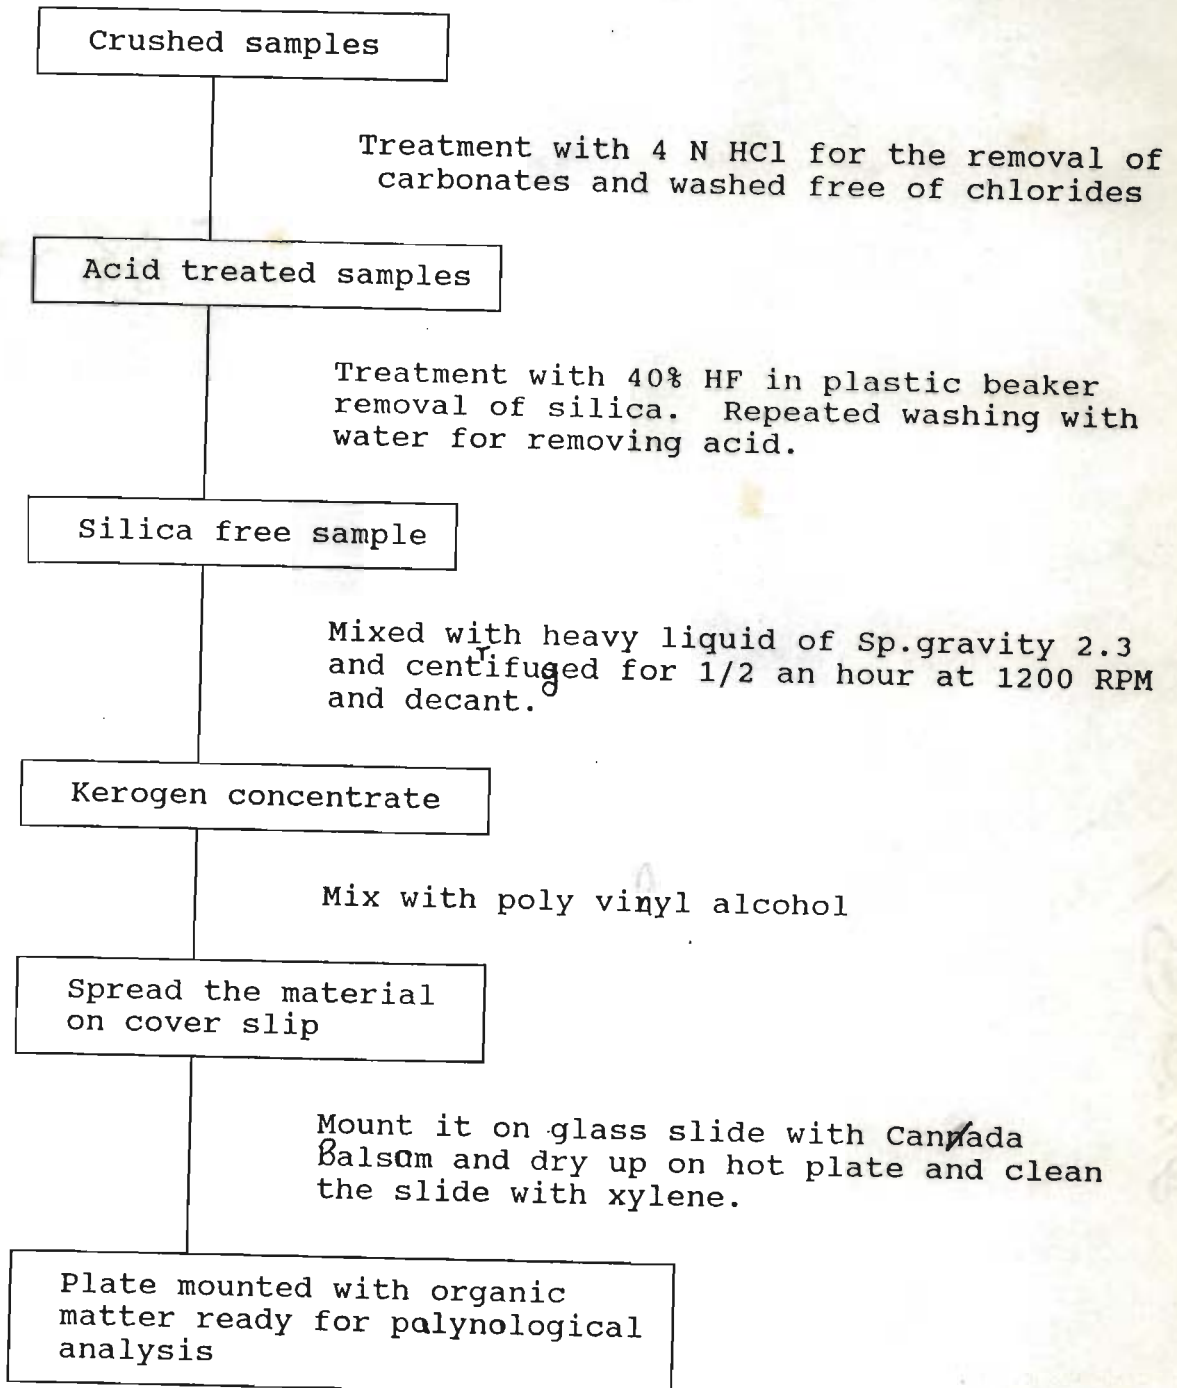 Crushed samples
Treatment with 4 N HCl for the removal of
carbonates and washed free of chlorides
Acid treated samples
Treatment with 40% HF in plastic beaker
removal of silica. Repeated washing with
water for removing acid.
Silica free sample
Mixed with heavy liquid of Sp.gravity 2.3
and centrifuged for 1/2 an hour at 1200 RPM
and decant.
Kerogen concentrate
Mix with poly vinyl alcohol
Spread the material
on cover slip
Mount it on glass slide with Canada
Balsam and dry up on hot plate and clean
the slide with xylene.
Plate mounted with organic
matter ready for palynological
analysis